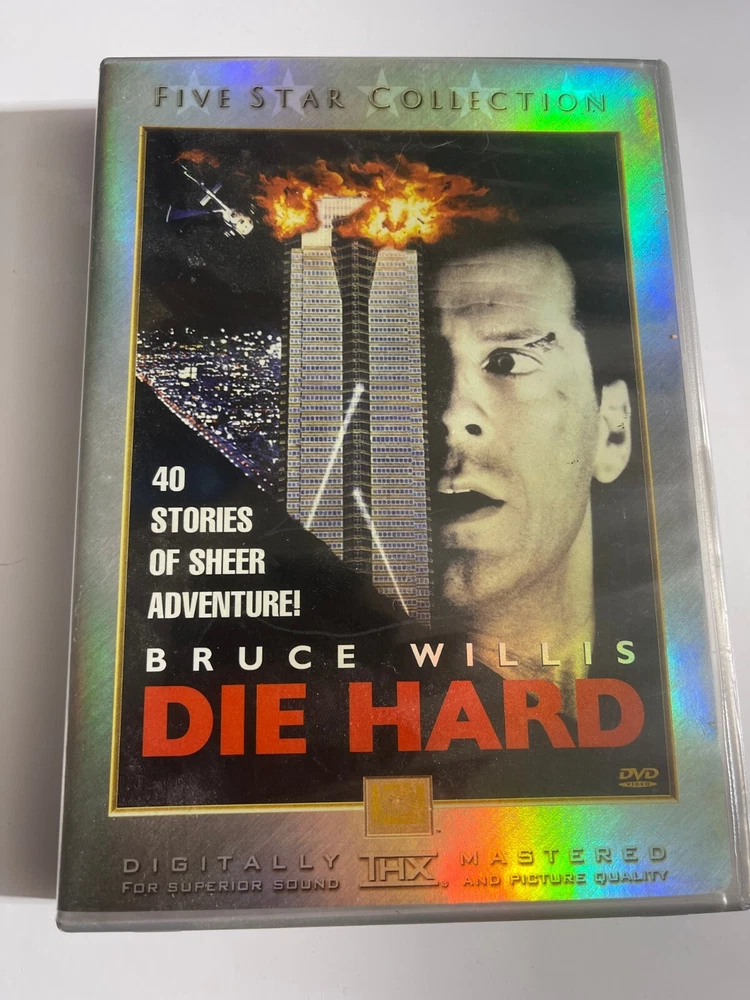 FIVE STAR COLLECTION
40
STORIES
OF SHEER
ADVENTURE!
BRUCE WILLIS
DIE HARD
DVD
VIDEO
DIGITALLY THX MASTERED
FOR SUPERIOR SOUND AND PICTURE QUALITY